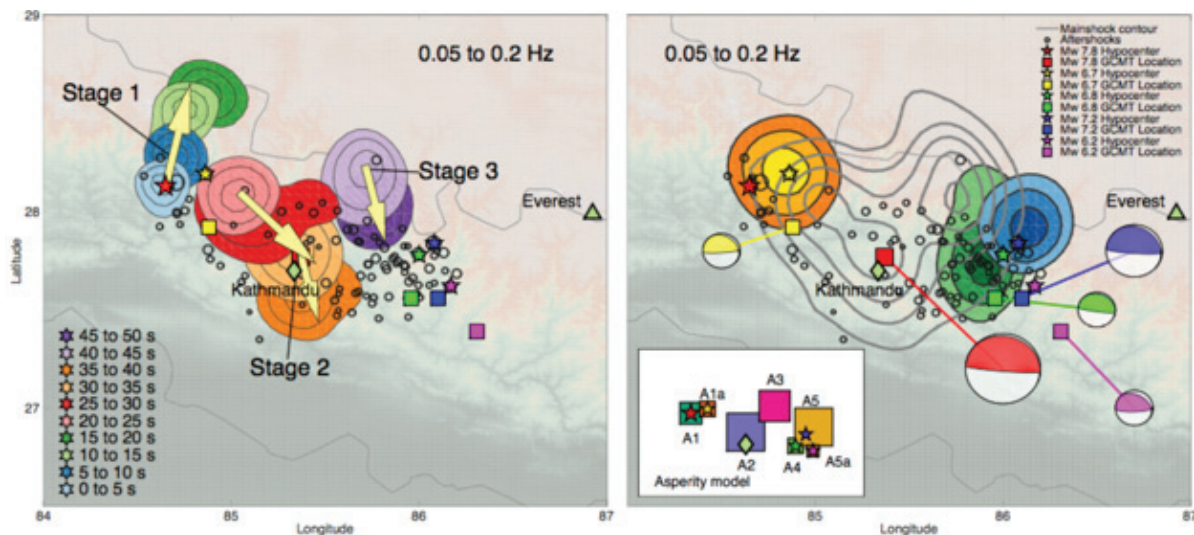 0.05 to 0.2 Hz
29
28
27
Latitude
Stage 1
Stage 3
Everest
Kathmandu
Stage 2
45 to 50 s
40 to 45 s
35 to 40 s
30 to 35 s
25 to 30 s
20 to 25 s
15 to 20 s
10 to 15 s
5 to 10 s
0 to 5 s
84
85
86
87
Longitude
0.05 to 0.2 Hz
Mainshock contour
Aftershocks
Mw 7.8 Hypocenter
Mw 7.8 GCMT Location
Mw 6.7 Hypocenter
Mw 6.7 GCMT Location
Mw 6.8 Hypocenter
Mw 6.8 GCMT Location
Mw 7.2 Hypocenter
Mw 7.2 GCMT Location
Mw 6.2 Hypocenter
Mw 6.2 GCMT Location
Everest
Kathmandu
A1a
A3
A5
A1
A2
A4
A5a
Asperity model
85
86
87
Longitude